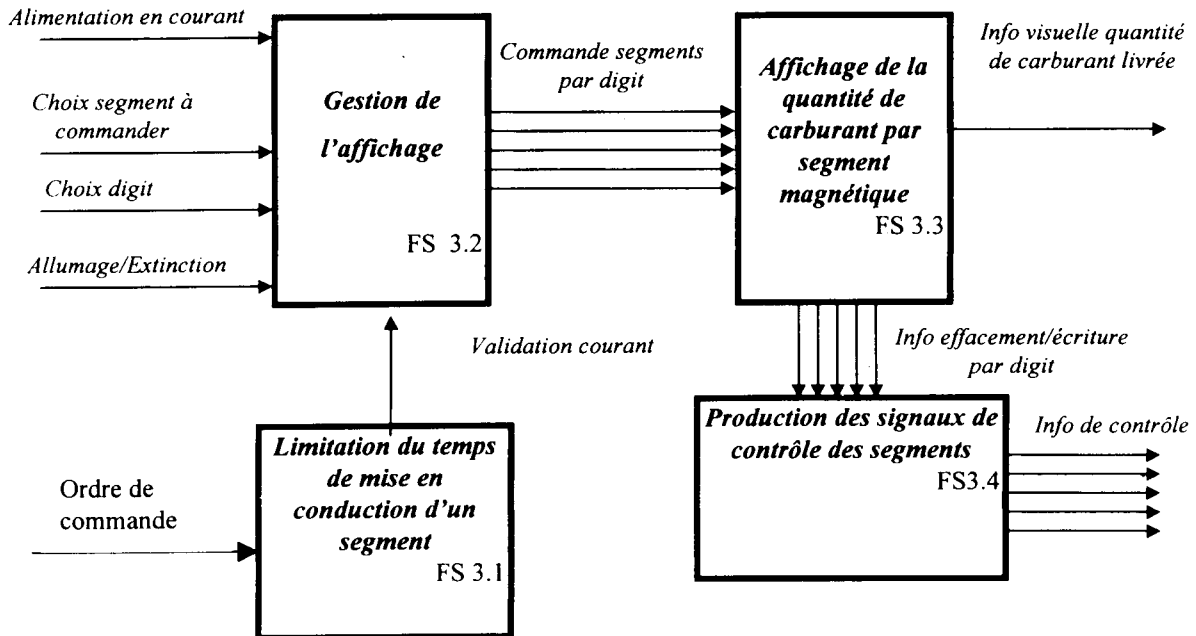 Alimentation en courant
Choix segment à
commander
Choix digit
Allumage/Extinction
Gestion de
l'affichage
FS 3.2
Commande segments
par digit
Affichage de la
quantité de
carburant par
segment
magnétique
FS 3.3
Info visuelle quantité
de carburant livrée
Validation courant
Info effacement/écriture
par digit
Ordre de
commande
Limitation du temps
de mise en
conduction d'un
segment
FS 3.1
Production des signaux de
contrôle des segments
FS3.4
Info de contrôle